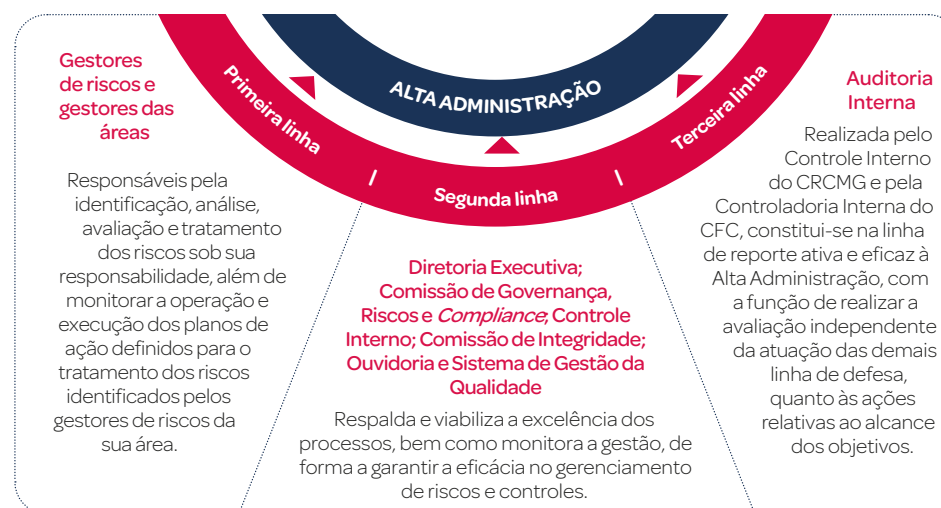 ALTA ADMINISTRAÇÃO
Primeira linha
Segunda linha
Terceira linha
Gestores
de riscos e
gestores das
áreas
Responsáveis pela
identificação, análise,
avaliação e tratamento
dos riscos sob sua
responsabilidade, além de
monitorar a operação e
execução dos planos de
ação definidos para o
tratamento dos riscos
identificados pelos
gestores de riscos da
sua área.
Diretoria Executiva;
Comissão de Governança,
Riscos e Compliance; Controle
Interno; Comissão de Integridade;
Ouvidoria e Sistema de Gestão da
Qualidade
Respalda e viabiliza a excelência dos
processos, bem como monitora a gestão, de
forma a garantir a eficácia no gerenciamento
de riscos e controles.
Auditoria
Interna
Realizada pelo
Controle Interno
do CRCMG e pela
Controladoria Interna do
CFC, constitui-se na linha
de reporte ativa e eficaz à
Alta Administração, com
a função de realizar a
avaliação independente
da atuação das demais
linha de defesa,
quanto às ações
relativas ao alcance
dos objetivos.